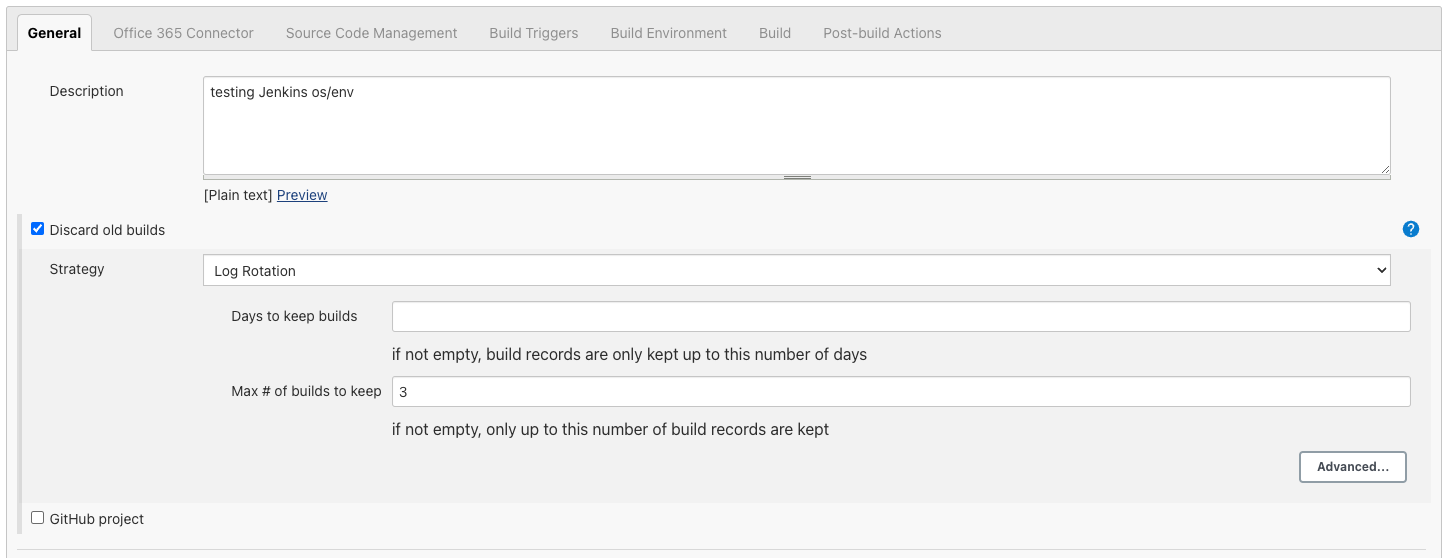 General Office 365 Connector Source Code Management Build Triggers Build Environment Build Post-build Actions
Description
testing Jenkins os/env
[Plain text] Preview
Discard old builds
?
Strategy
Log Rotation
Days to keep builds
if not empty, build records are only kept up to this number of days
Max # of builds to keep
3
if not empty, only up to this number of build records are kept
Advanced...
GitHub project